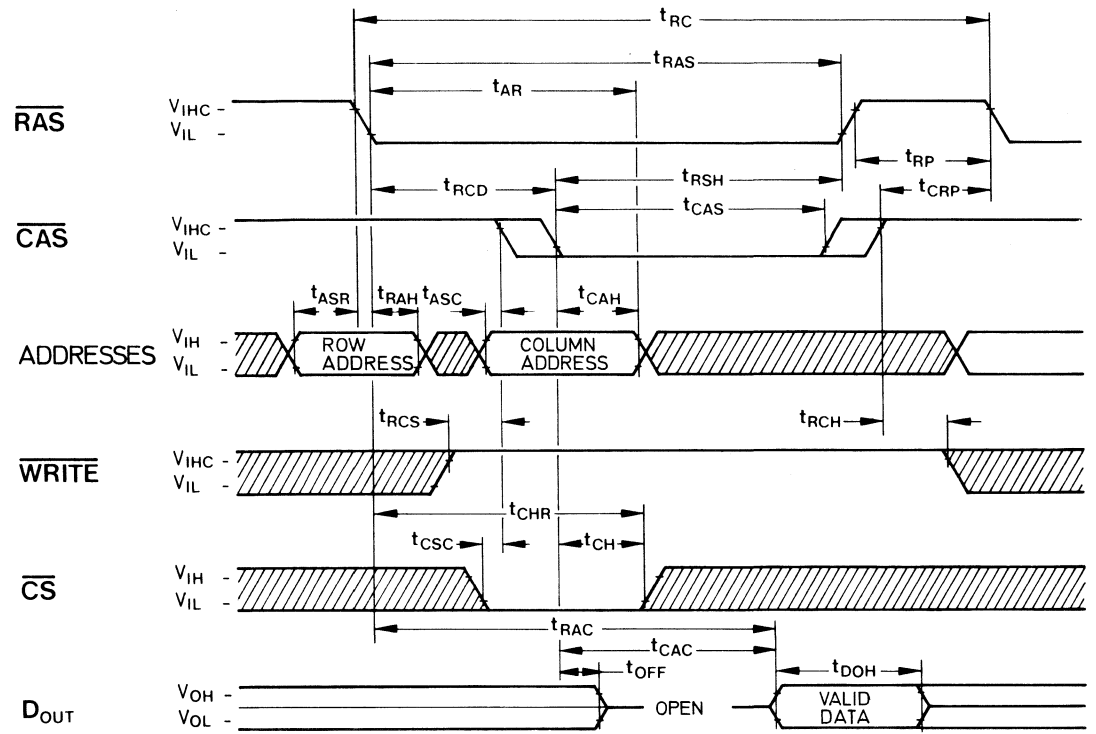 tRC
tRAS
tAR
RAS
VIHC
VIL
tRP
tRCD
tRSH
tCRP
tCAS
CAS
VIHC
VIL
tASR
tRAH
tASC
tCAH
ADDRESSES
VIH
VIL
ROW
ADDRESS
COLUMN
ADDRESS
tRCS
tRCH
WRITE
VIHC
VIL
tCHR
tCSC
tCH
CS
VIH
VIL
tRAC
tCAC
tOFF
tDOH
DOUT
VOH
VOL
OPEN
VALID
DATA